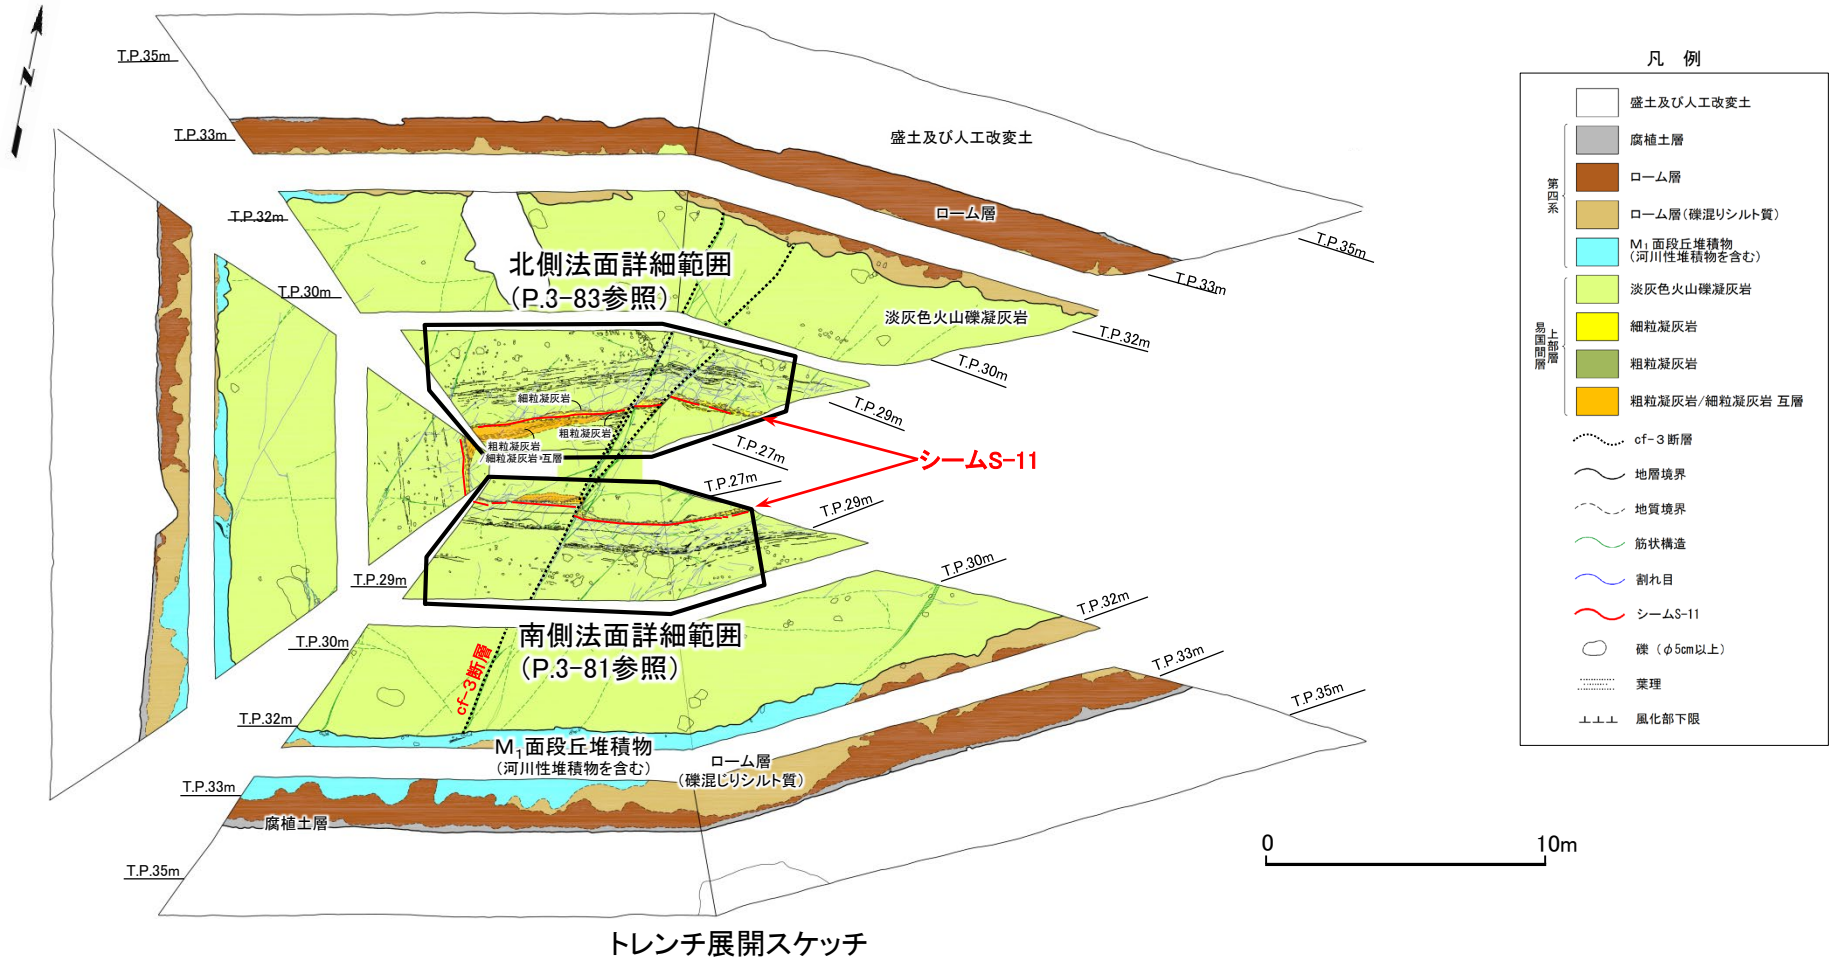 N
T.P.35m
T.P.33m
盛土及び人工改変土
T.P.32m
ローム層
T.P.35m
T.P.33m
北側法面詳細範囲
(P.3-83参照)
T.P.30m
淡灰色火山礫凝灰岩
T.P.32m
T.P.30m
細粒凝灰岩
粗粒凝灰岩
T.P.29m
粗粒凝灰岩
細粒凝灰岩 互層
T.P.27m
シームS-11
T.P.27m
T.P.29m
T.P.29m
T.P.30m
T.P.32m
T.P.30m
南側法面詳細範囲
(P.3-81参照)
cf-3断層
T.P.33m
T.P.35m
T.P.32m
M₁面段丘堆積物
(河川性堆積物を含む)
ローム層
(礫混じりシルト質)
T.P.33m
腐植土層
T.P.35m
0 10m
トレンチ展開スケッチ
凡 例
盛土及び人工改変土
第四系
腐植土層
ローム層
ローム層(礫混りシルト質)
M₁面段丘堆積物
(河川性堆積物を含む)
易国間層
上部層
淡灰色火山礫凝灰岩
細粒凝灰岩
粗粒凝灰岩
粗粒凝灰岩/細粒凝灰岩 互層
cf-3断層
地層境界
地質境界
筋状構造
割れ目
シームS-11
礫(φ5cm以上)
葉理
風化部下限